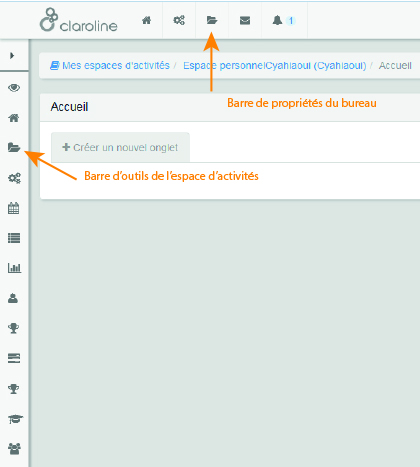 claroline
1
Mes espaces d'activités / Espace personnelCyahiaoui (Cyahiaoui) / Accueil
Barre de propriétés du bureau
Accueil
+ Créer un nouvel onglet
Barre d'outils de l'espace d'activités